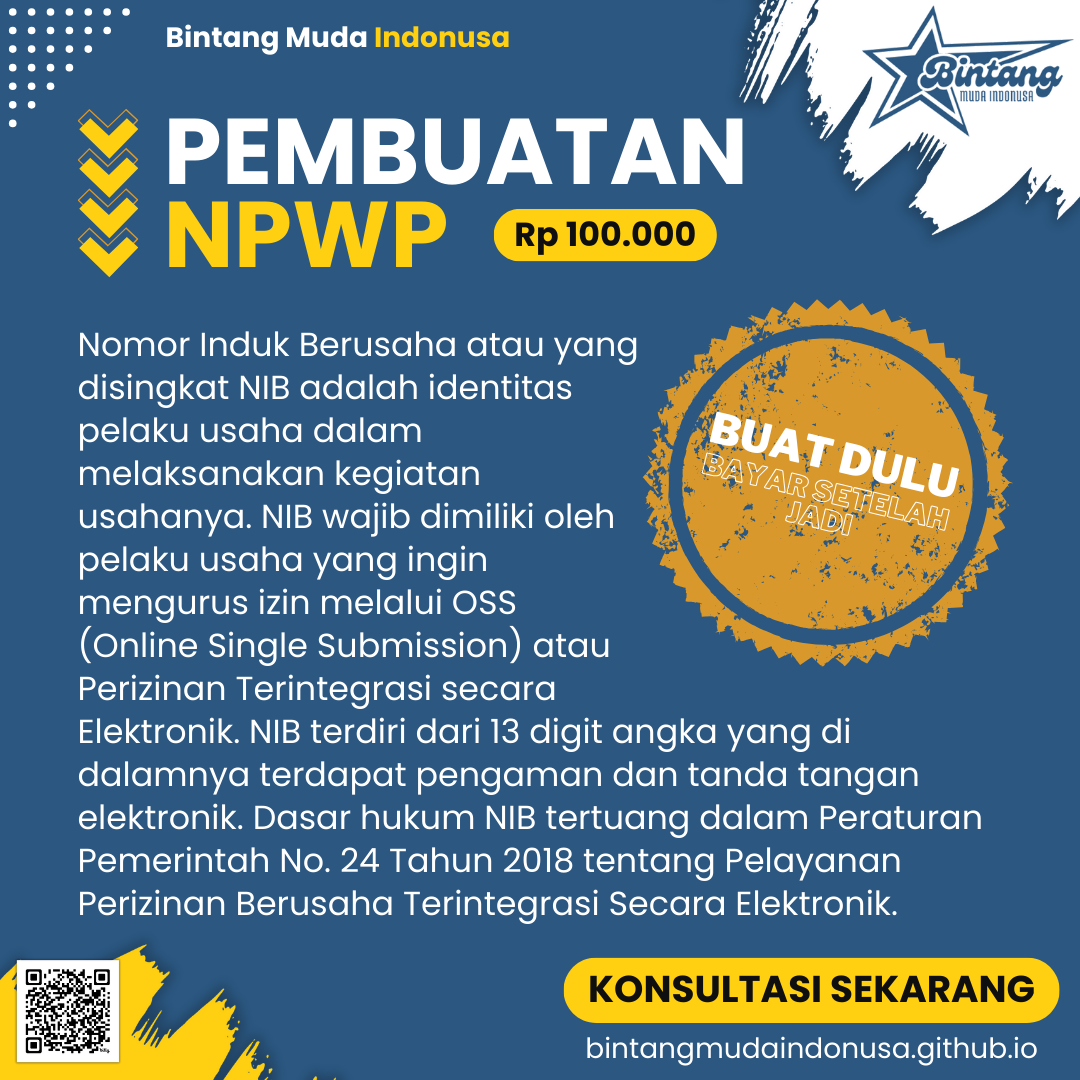 Bintang Muda Indonusa
Bintang
MUDA INDONUSA
PEMBUATAN
NPWP
Rp 100.000
Nomor Induk Berusaha atau yang
disingkat NIB adalah identitas
pelaku usaha dalam
melaksanakan kegiatan
usahanya. NIB wajib dimiliki oleh
pelaku usaha yang ingin
mengurus izin melalui OSS
(Online Single Submission) atau
Perizinan Terintegrasi secara
Elektronik. NIB terdiri dari 13 digit angka yang di
dalamnya terdapat pengaman dan tanda tangan
elektronik. Dasar hukum NIB tertuang dalam Peraturan
Pemerintah No. 24 Tahun 2018 tentang Pelayanan
Perizinan Berusaha Terintegrasi Secara Elektronik.
BUAT DULU
BAYAR SETELAH
JADI
KONSULTASI SEKARANG
bintangmudaindonusa.github.io